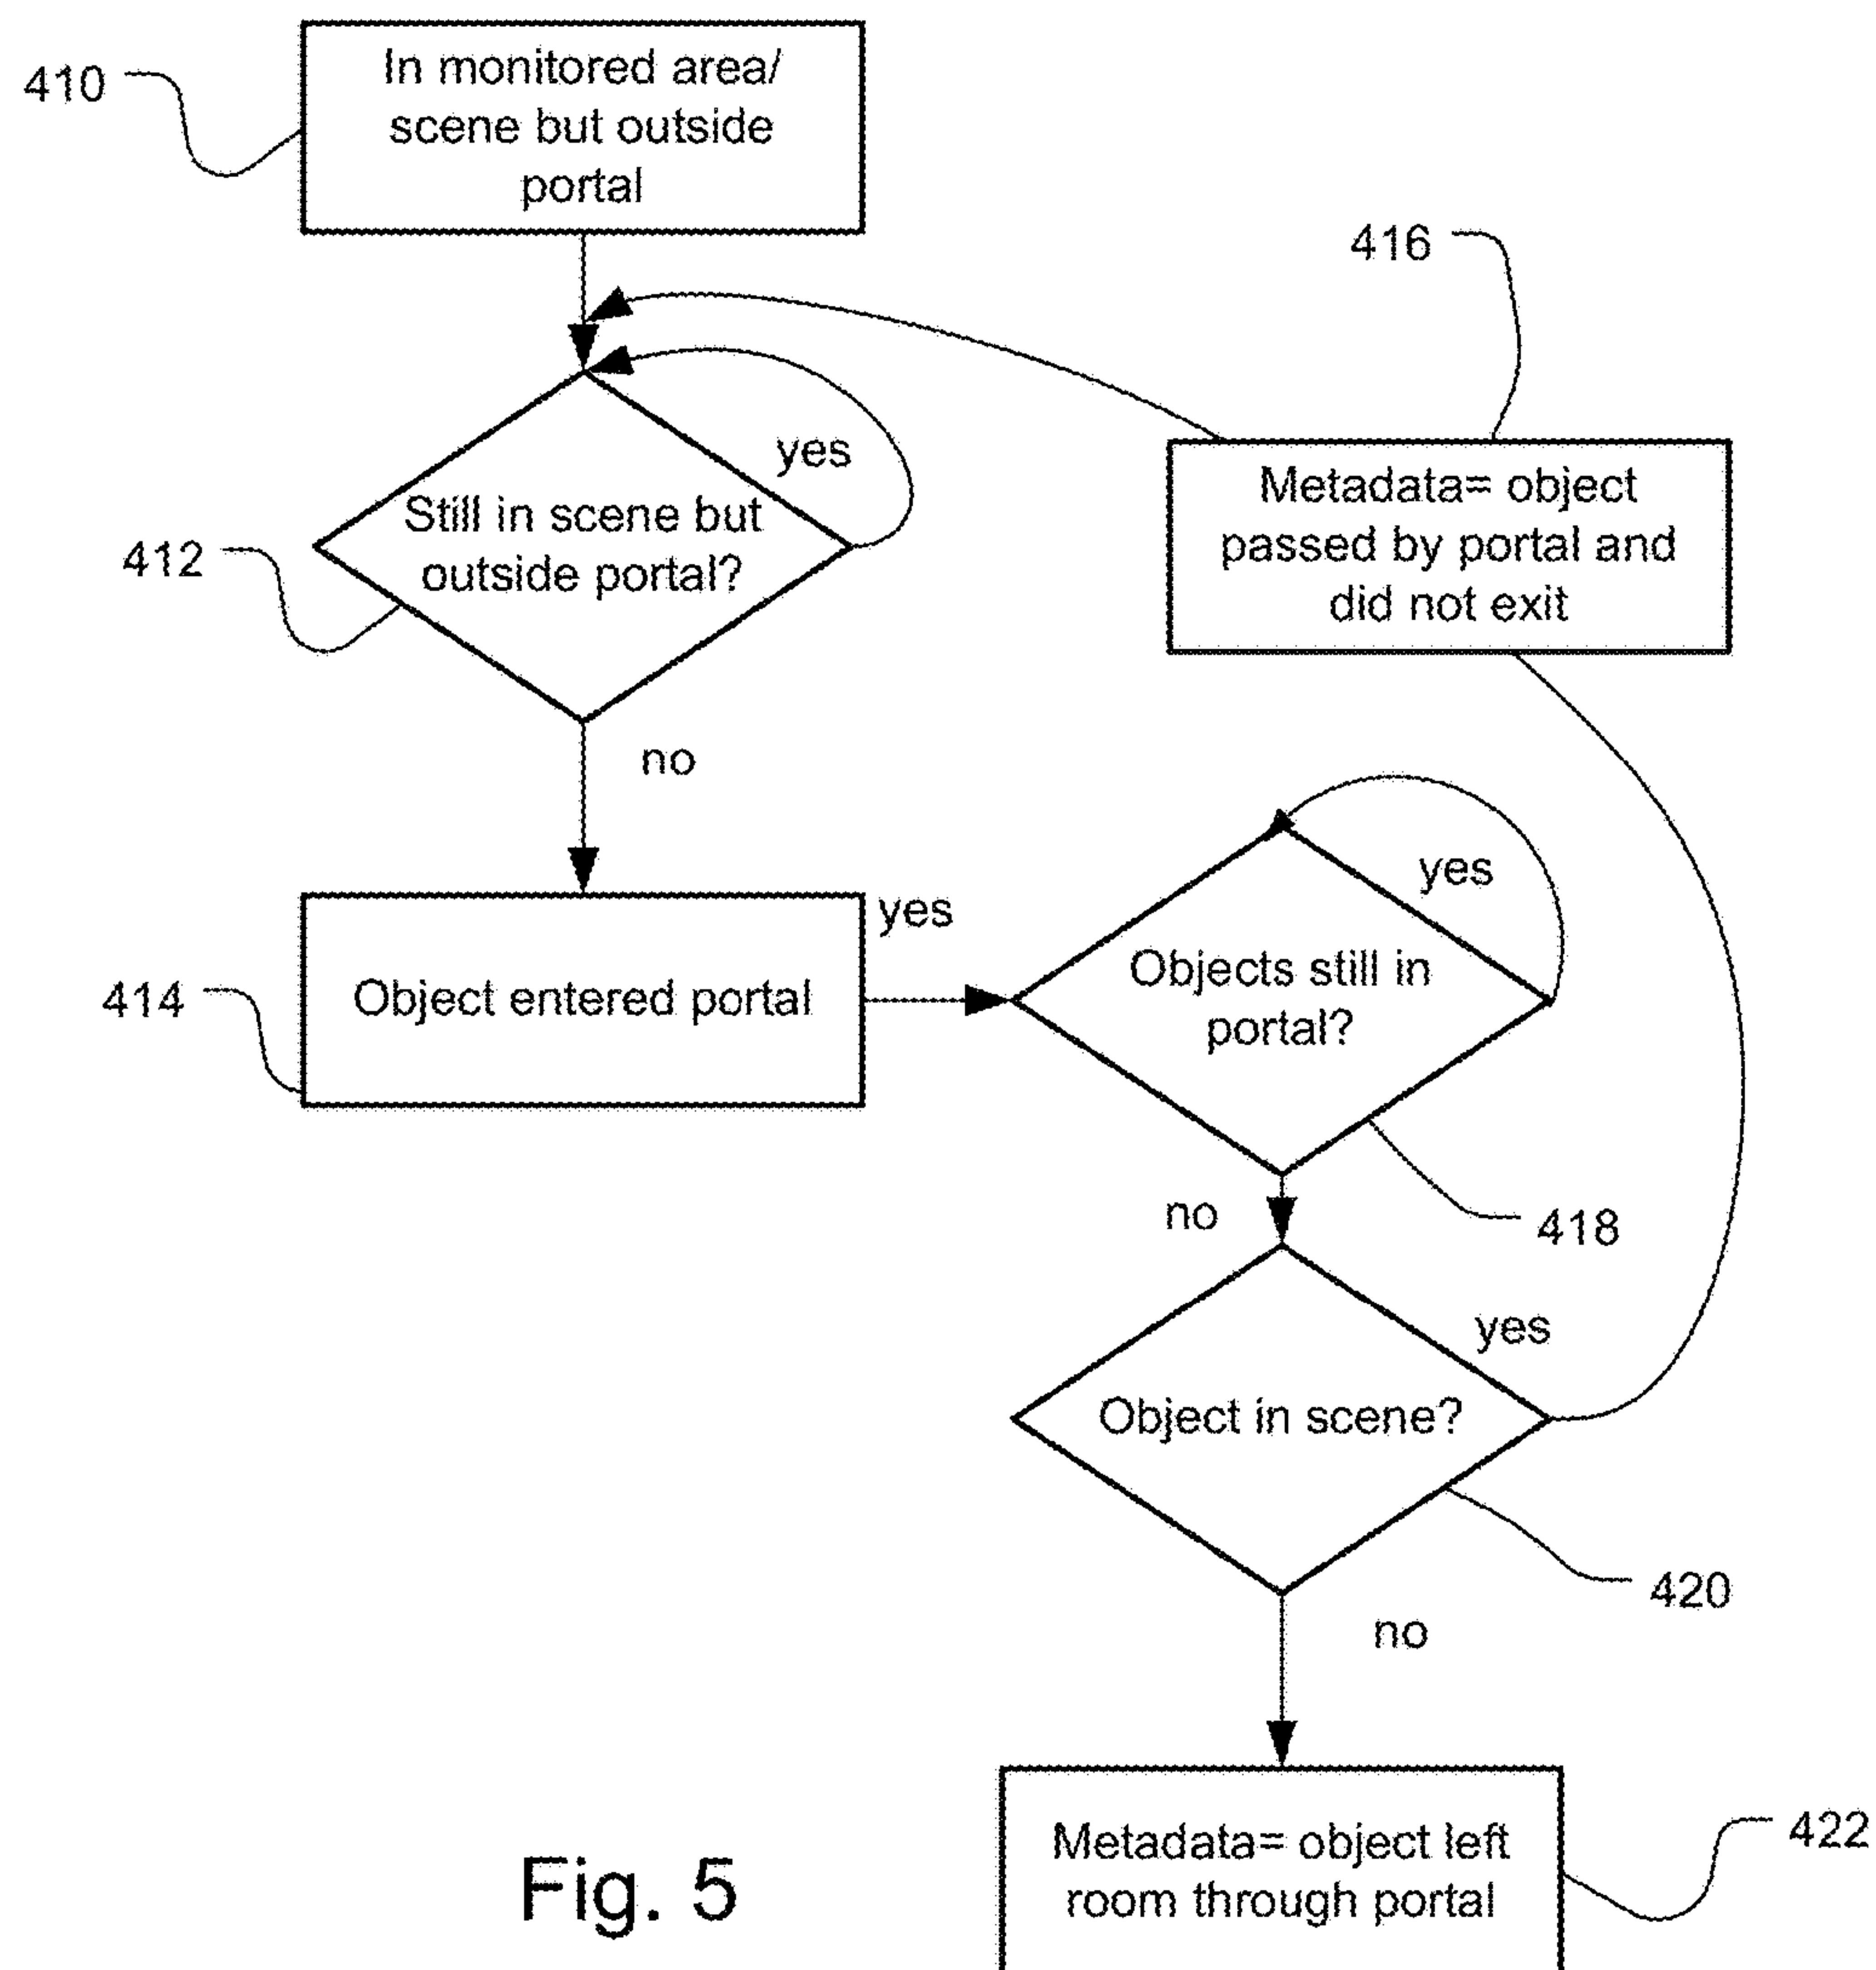 410
In monitored area/
scene but outside
portal
416
yes
Metadata= object
passed by portal and
did not exit
412
Still in scene but
outside portal?
no
yes
414
Object entered portal
yes
Objects still in
portal?
no
418
yes
Object in scene?
420
no
422
Metadata= object left
room through portal
Fig. 5